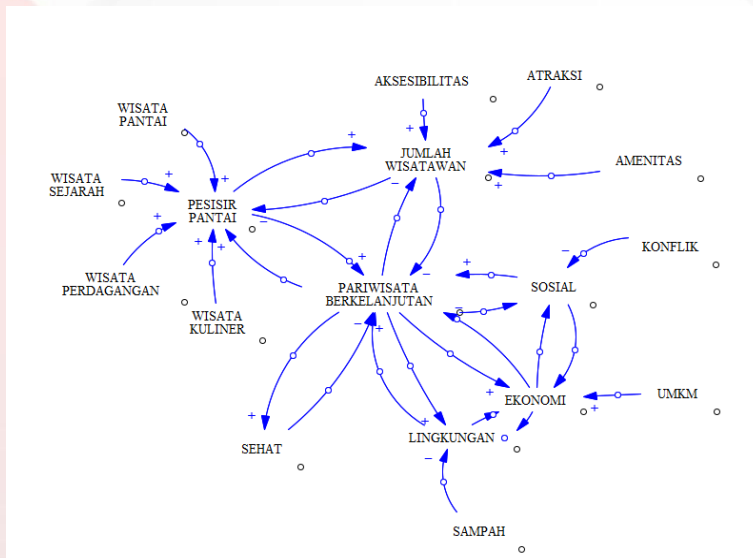 AKSESIBILITAS
ATRAKSI
WISATA
PANTAI
JUMLAH
WISATAWAN
AMENITAS
WISATA
SEJARAH
PESISIR
PANTAI
KONFLIK
WISATA
PERDAGANGAN
PARIWISATA
BERKELANJUTAN
SOSIAL
WISATA
KULINER
EKONOMI
UMKM
SEHAT
LINGKUNGAN
SAMPAH